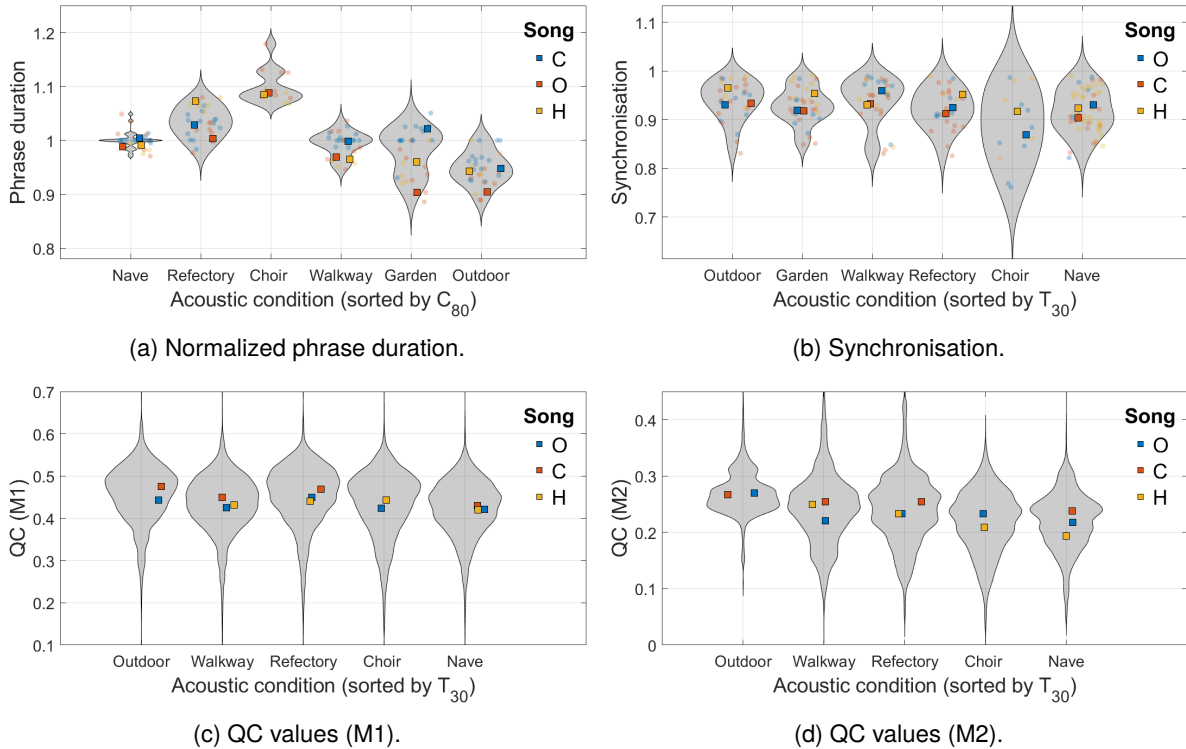 1.2
1.1
1
0.9
0.8
Phrase duration
Song
C
O
H
Nave Refectory Choir Walkway Garden Outdoor
Acoustic condition (sorted by C80)
(a) Normalized phrase duration.
1.1
1
0.9
0.8
0.7
Synchronisation
Song
O
C
H
Outdoor Garden Walkway Refectory Choir Nave
Acoustic condition (sorted by T30)
(b) Synchronisation.
0.7
0.6
0.5
0.4
0.3
0.2
0.1
QC (M1)
Song
O
C
H
Outdoor Walkway Refectory Choir Nave
Acoustic condition (sorted by T30)
(c) QC values (M1).
0.4
0.3
0.2
0.1
0
QC (M2)
Song
O
C
H
Outdoor Walkway Refectory Choir Nave
Acoustic condition (sorted by T30)
(d) QC values (M2).